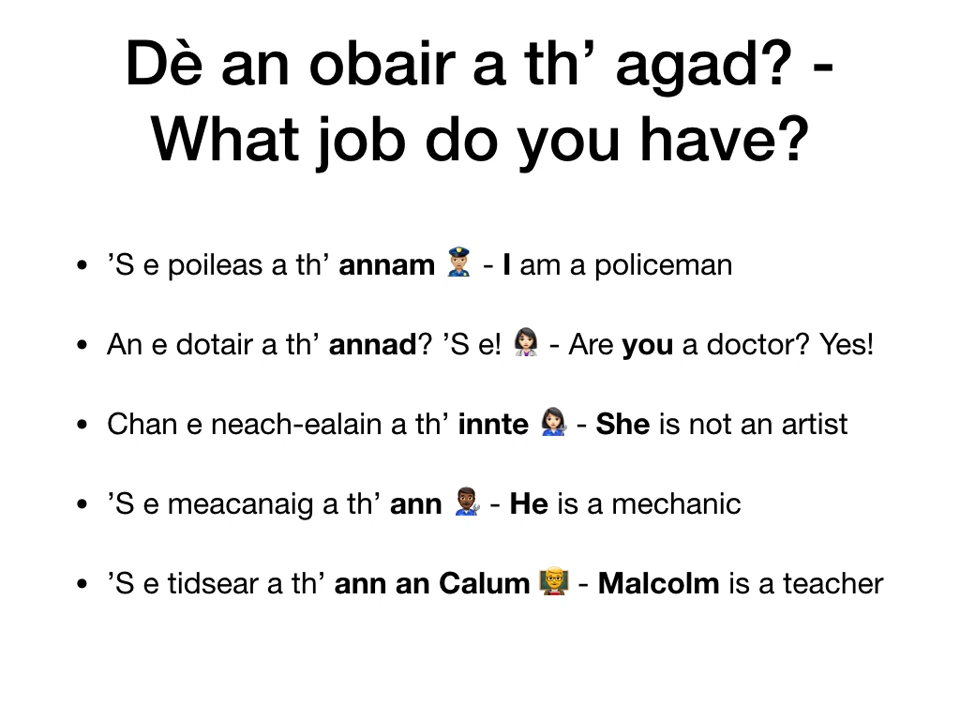 Dè an obair a th’ agad? -
What job do you have?
• ’S e poileas a th’ annam 👮🏼 - I am a policeman
• An e dotair a th’ annad? ’S e! 👩🏻‍⚕️ - Are you a doctor? Yes!
• Chan e neach-ealain a th’ innte 👩🏻‍🔧 - She is not an artist
• ’S e meacanaig a th’ ann 👨🏿‍🔧 - He is a mechanic
• ’S e tidsear a th’ ann an Calum 👨‍🏫 - Malcolm is a teacher